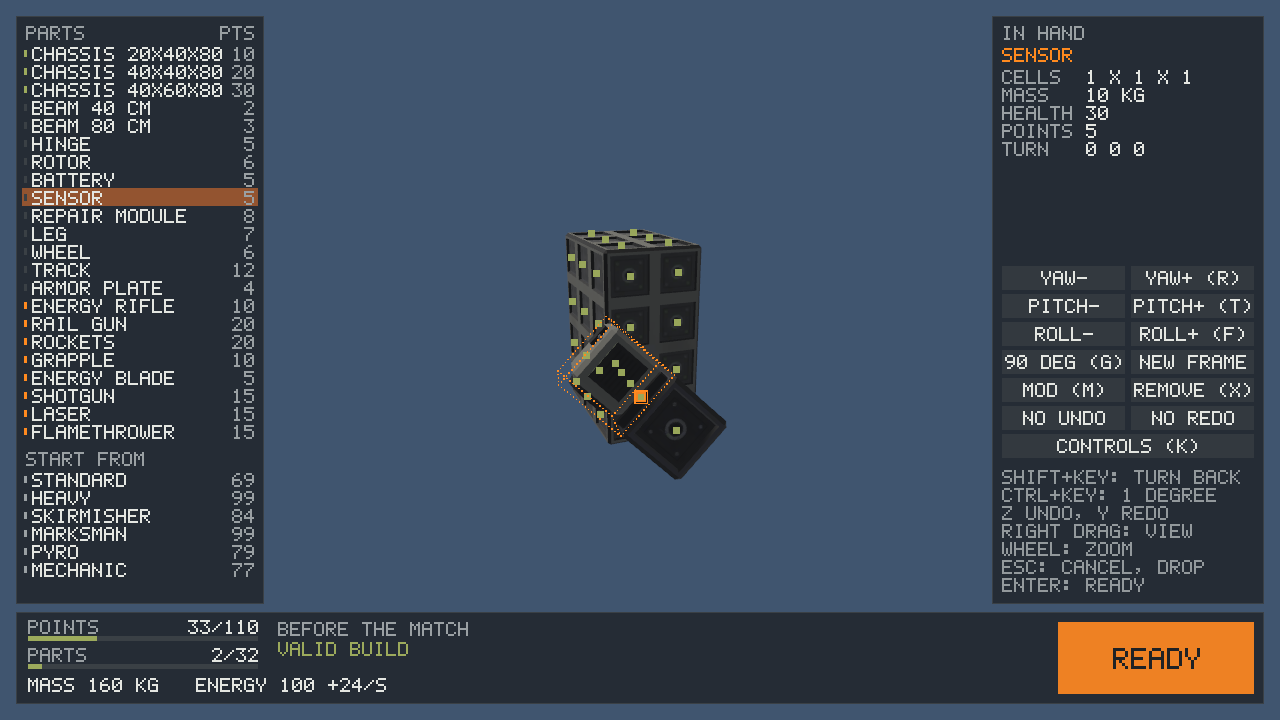 PARTS PTS
CHASSIS 20X40X80 10
CHASSIS 40X40X80 20
CHASSIS 40X60X80 30
BEAM 40 CM 2
BEAM 80 CM 3
HINGE 5
ROTOR 6
BATTERY 5
SENSOR 5
REPAIR MODULE 8
LEG 7
WHEEL 6
TRACK 12
ARMOR PLATE 4
ENERGY RIFLE 10
RAIL GUN 20
ROCKETS 20
GRAPPLE 10
ENERGY BLADE 5
SHOTGUN 15
LASER 15
FLAMETHROWER 15
START FROM
STANDARD 69
HEAVY 99
SKIRMISHER 84
MARKSMAN 99
PYRO 79
MECHANIC 77
IN HAND
SENSOR
CELLS 1 X 1 X 1
MASS 10 KG
HEALTH 30
POINTS 5
TURN 0 0 0
YAW- YAW+ (R)
PITCH- PITCH+ (T)
ROLL- ROLL+ (F)
90 DEG (G) NEW FRAME
MOD (M) REMOVE (X)
NO UNDO NO REDO
CONTROLS (K)
SHIFT+KEY: TURN BACK
CTRL+KEY: 1 DEGREE
Z UNDO, Y REDO
RIGHT DRAG: VIEW
WHEEL: ZOOM
ESC: CANCEL, DROP
ENTER: READY
POINTS 33/110
PARTS 2/32
MASS 160 KG ENERGY 100 +24/S
BEFORE THE MATCH
VALID BUILD
READY